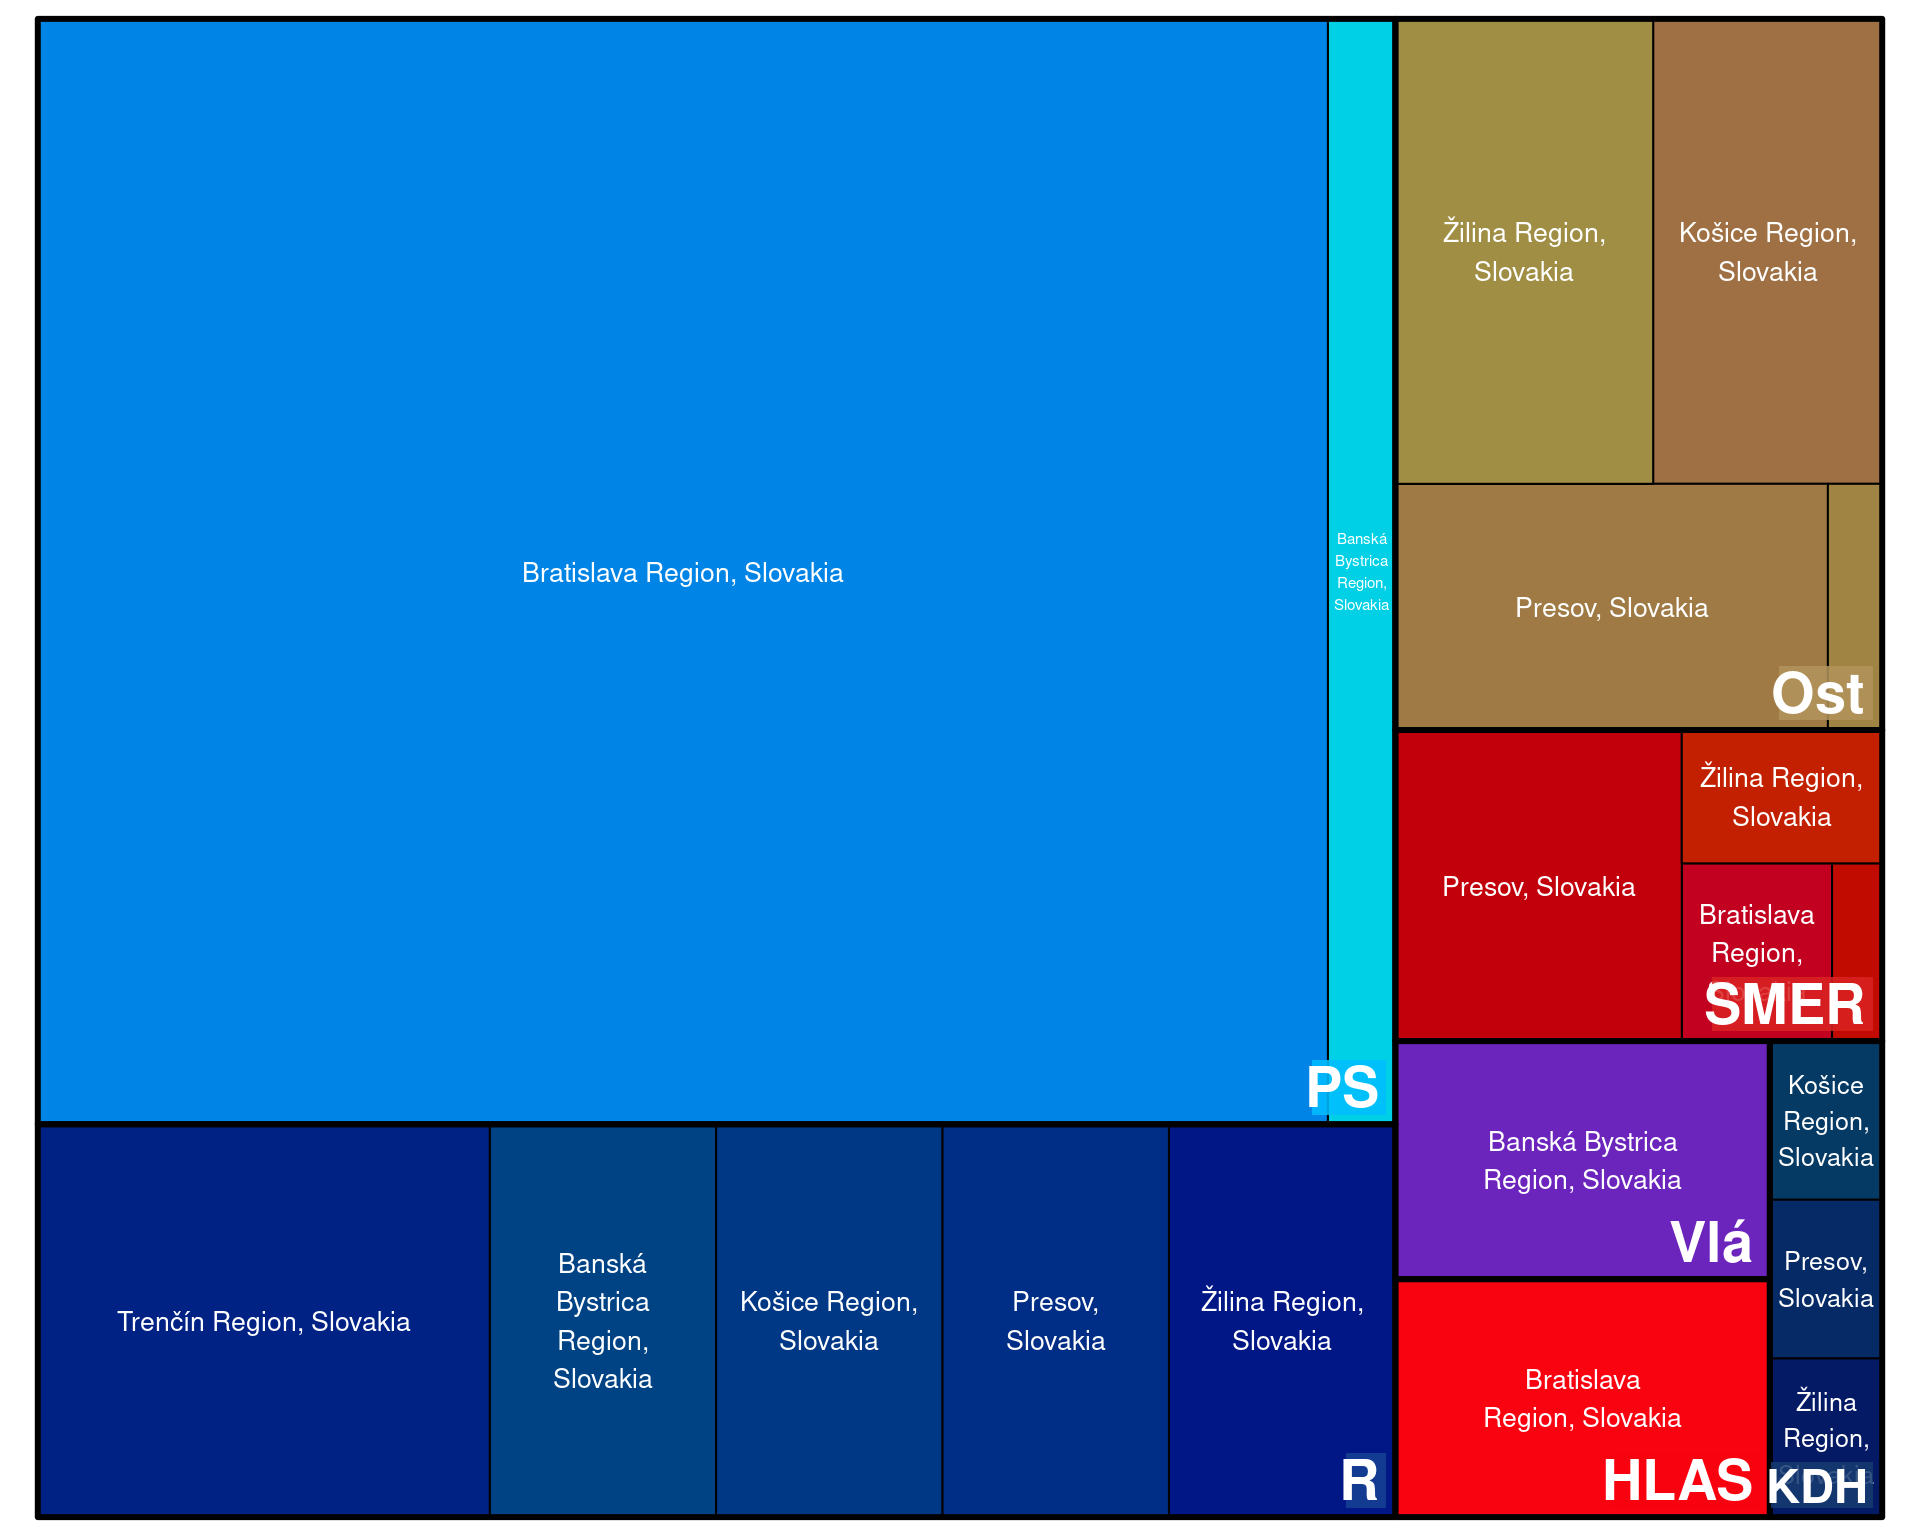 Bratislava Region, Slovakia
Banská
Bystrica
Region,
Slovakia
PS
Trenčín Region, Slovakia
Banská
Bystrica
Region,
Slovakia
Košice Region,
Slovakia
Presov,
Slovakia
Žilina Region,
Slovakia
R
Žilina Region,
Slovakia
Košice Region,
Slovakia
Presov, Slovakia
Ost
Presov, Slovakia
Žilina Region,
Slovakia
Bratislava
Region,
SMER
Banská Bystrica
Region, Slovakia
Vlá
Bratislava
Region, Slovakia
HLAS
Košice
Region,
Slovakia
Presov,
Slovakia
Žilina
Region,
Slovakia
KDH